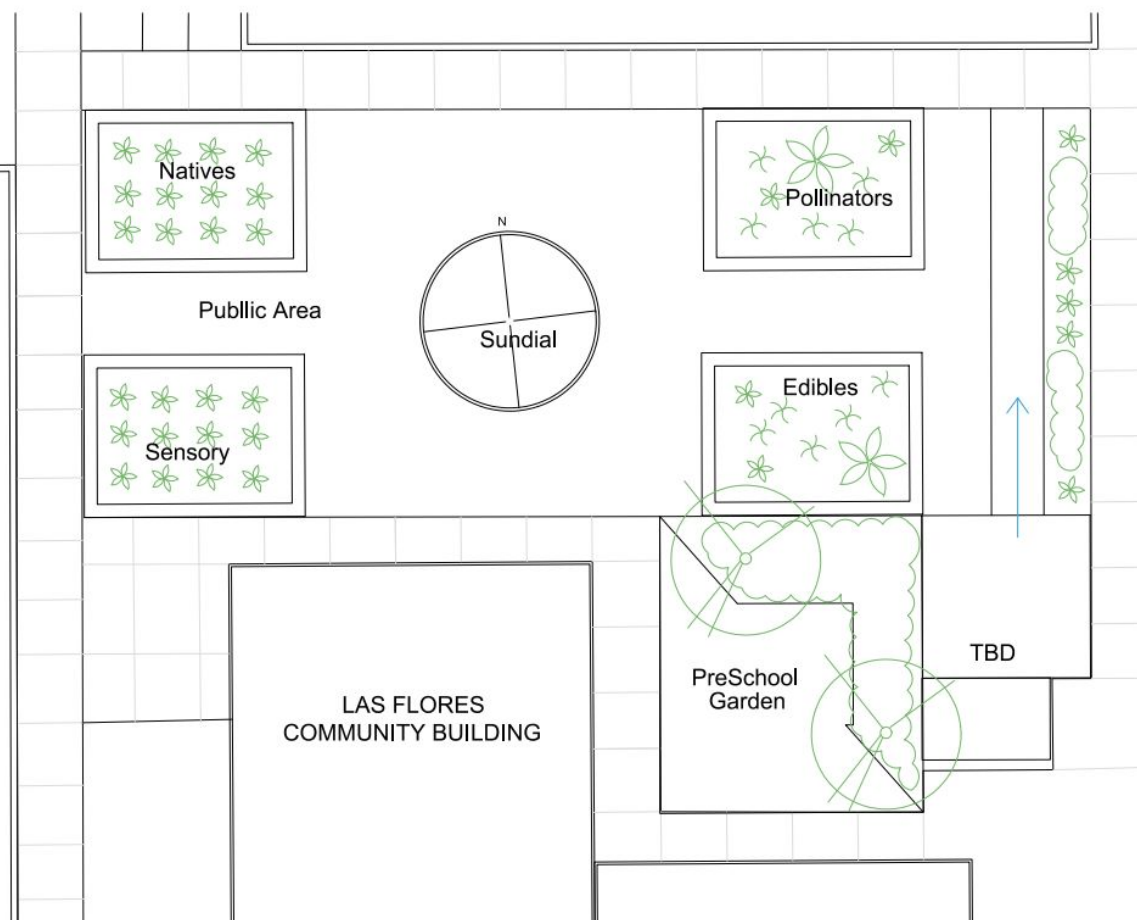 Natives
Pollinators
N
Publlic Area
Sundial
Edibles
Sensory
TBD
PreSchool
Garden
LAS FLORES
COMMUNITY BUILDING